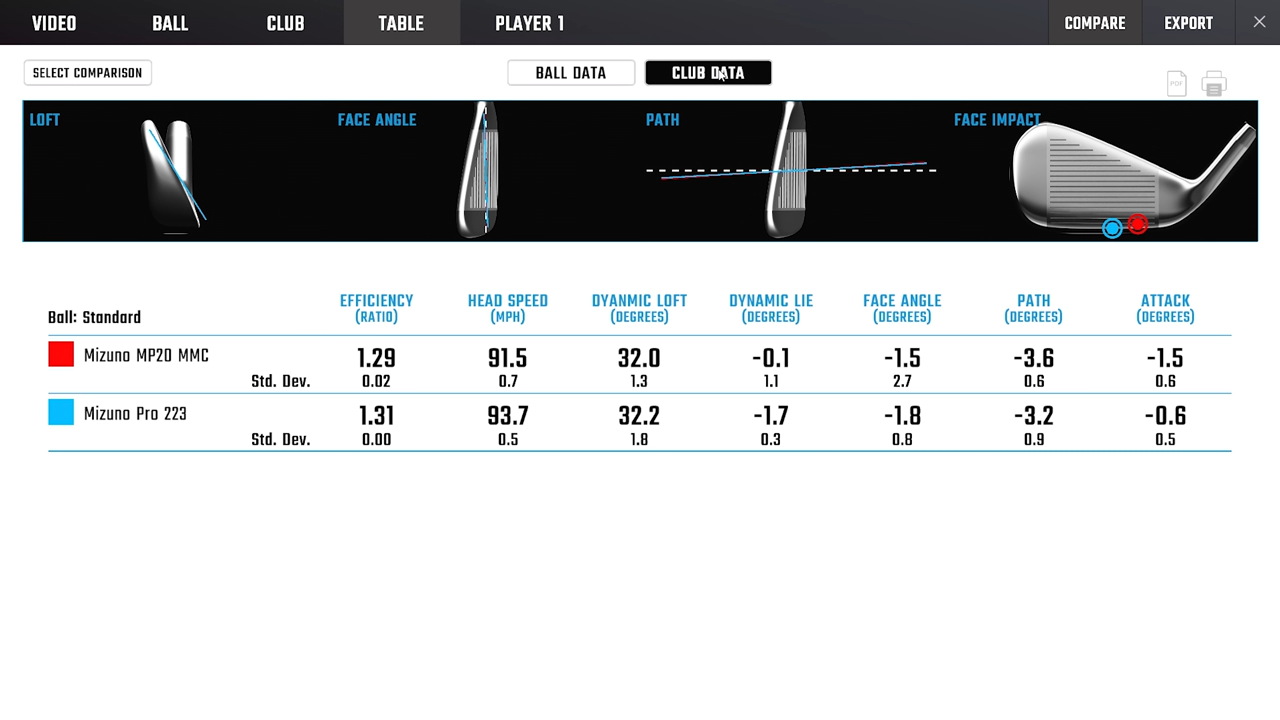 VIDEO BALL CLUB TABLE PLAYER 1 COMPARE EXPORT
SELECT COMPARISON BALL DATA CLUB DATA
PDF
LOFT FACE ANGLE PATH FACE IMPACT
EFFICIENCY HEAD SPEED DYANMIC LOFT DYNAMIC LIE FACE ANGLE PATH ATTACK
Ball: Standard (RATIO) (MPH) (DEGREES) (DEGREES) (DEGREES) (DEGREES) (DEGREES)
Mizuno MP20 MMC 1.29 91.5 32.0 -0.1 -1.5 -3.6 -1.5
Std. Dev. 0.02 0.7 1.3 1.1 2.7 0.6 0.6
Mizuno Pro 223 1.31 93.7 32.2 -1.7 -1.8 -3.2 -0.6
Std. Dev. 0.00 0.5 1.8 0.3 0.8 0.9 0.5